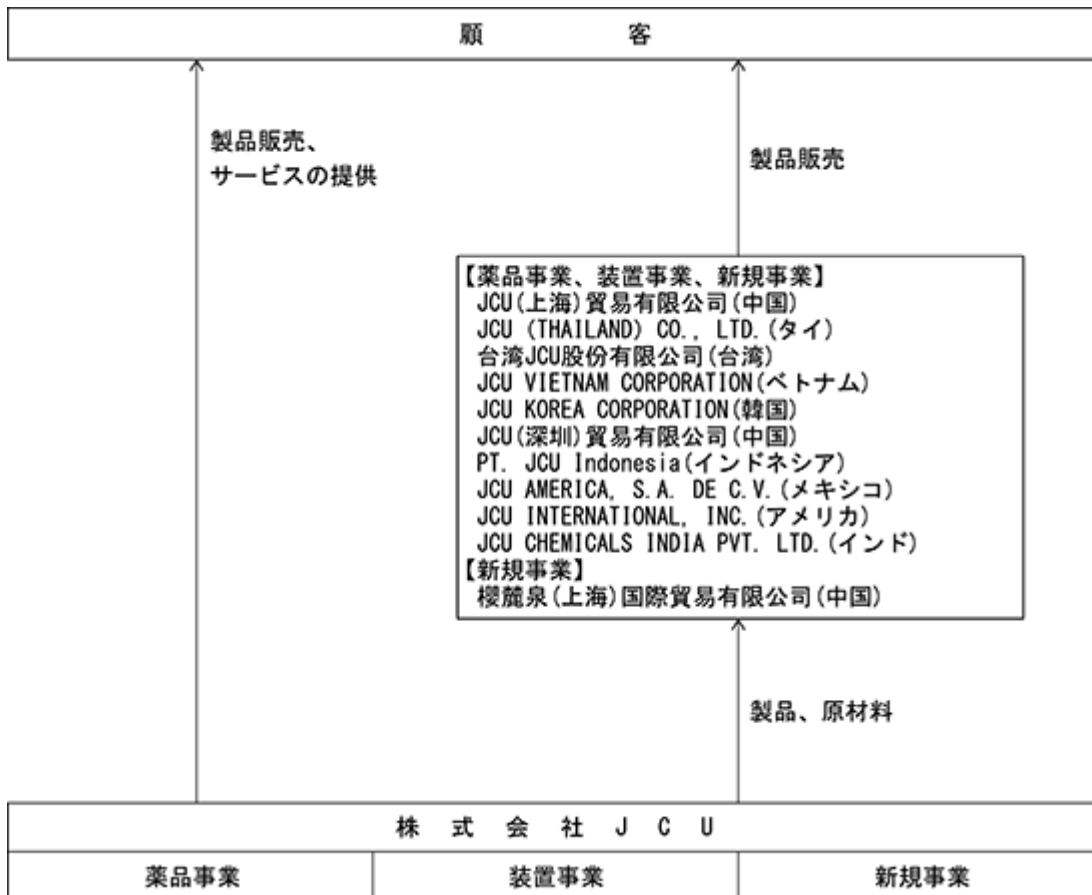 顧客
製品販売、
サービスの提供
製品販売
【薬品事業、装置事業、新規事業】
JCU(上海)貿易有限公司(中国)
JCU (THAILAND) CO., LTD.(タイ)
台湾JCU股份有限公司(台湾)
JCU VIETNAM CORPORATION(ベトナム)
JCU KOREA CORPORATION(韓国)
JCU(深圳)貿易有限公司(中国)
PT. JCU Indonesia(インドネシア)
JCU AMERICA, S.A. DE C.V.(メキシコ)
JCU INTERNATIONAL, INC.(アメリカ)
JCU CHEMICALS INDIA PVT. LTD.(インド)
【新規事業】
櫻麓泉(上海)国際貿易有限公司(中国)
製品、原材料
株式会社JCU
薬品事業
装置事業
新規事業